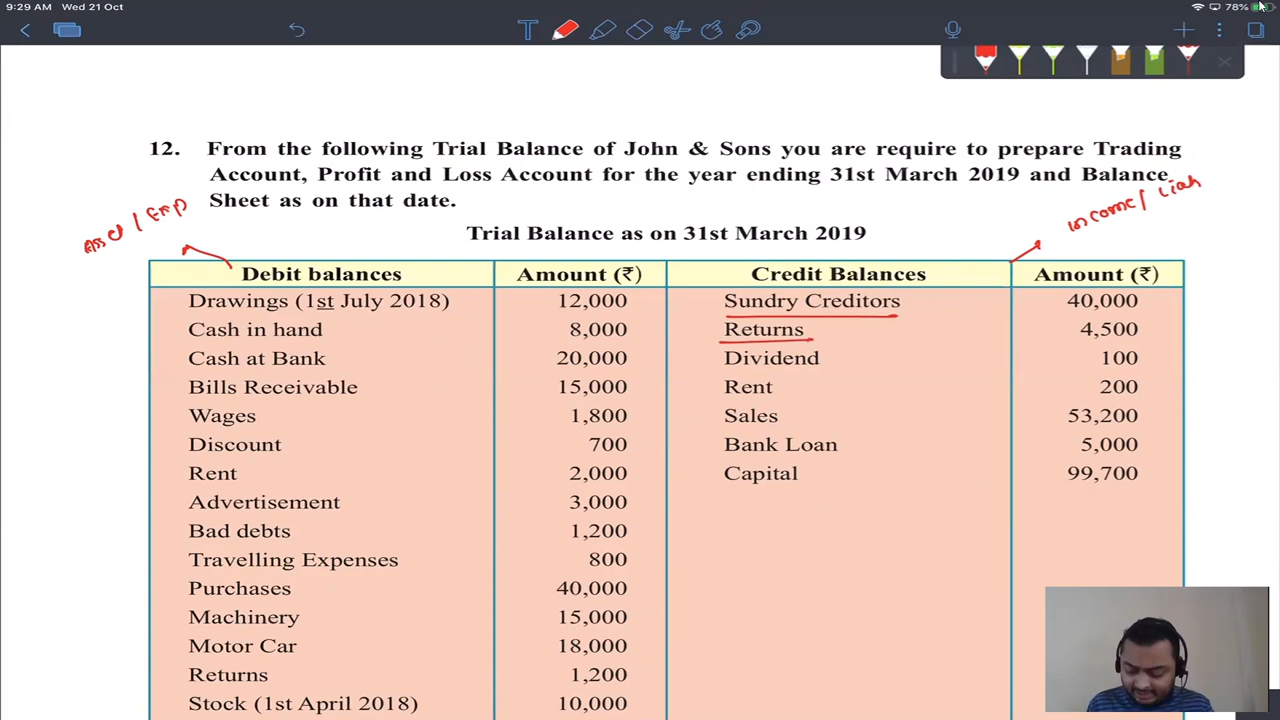 9:29 AM Wed 21 Oct
78%
12. From the following Trial Balance of John & Sons you are require to prepare Trading
Account, Profit and Loss Account for the year ending 31st March 2019 and Balance
Sheet as on that date.
Asset / Exp
Income / Liab
Trial Balance as on 31st March 2019
Debit balances Amount (₹) Credit Balances Amount (₹)
Drawings (1st July 2018) 12,000 Sundry Creditors 40,000
Cash in hand 8,000 Returns 4,500
Cash at Bank 20,000 Dividend 100
Bills Receivable 15,000 Rent 200
Wages 1,800 Sales 53,200
Discount 700 Bank Loan 5,000
Rent 2,000 Capital 99,700
Advertisement 3,000
Bad debts 1,200
Travelling Expenses 800
Purchases 40,000
Machinery 15,000
Motor Car 18,000
Returns 1,200
Stock (1st April 2018) 10,000